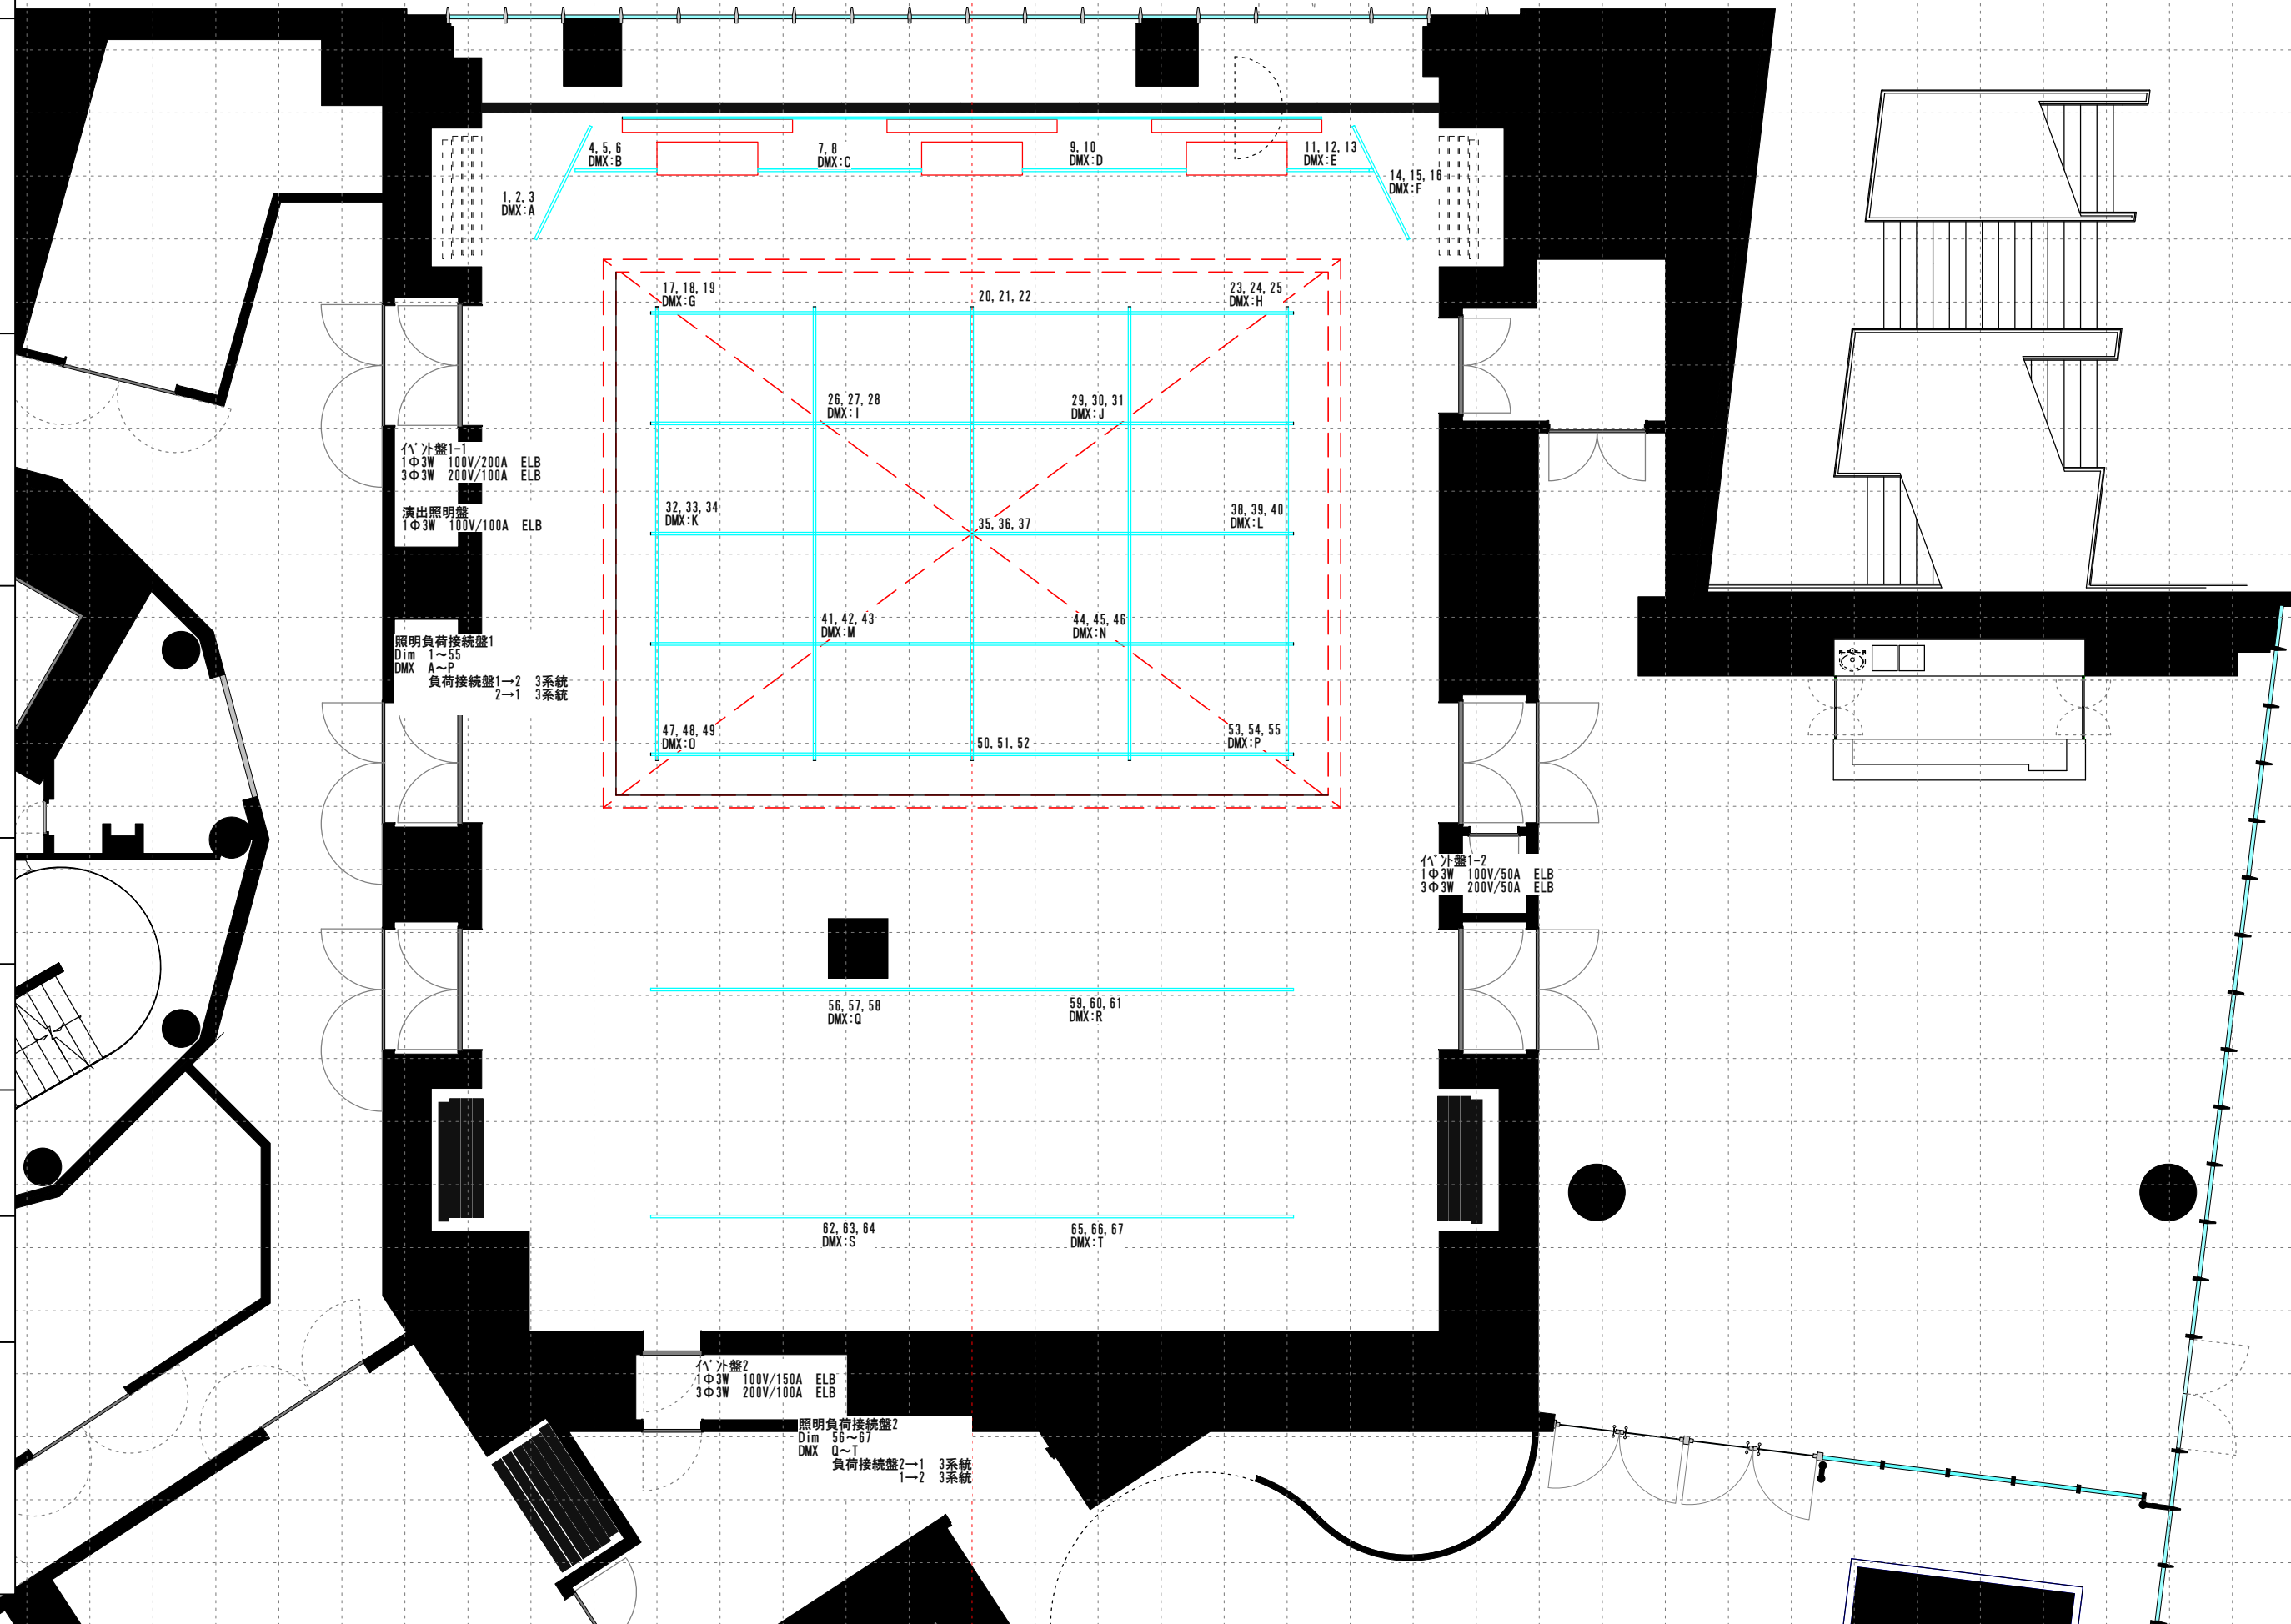 4, 5, 6
DMX:B
7, 8
DMX:C
9, 10
DMX:D
11, 12, 13
DMX:E
1, 2, 3
DMX:A
14, 15, 16
DMX:F
17, 18, 19
DMX:G
20, 21, 22
23, 24, 25
DMX:H
26, 27, 28
DMX:I
29, 30, 31
DMX:J
イベント盤1-1
1Φ3W 100V/200A ELB
3Φ3W 200V/100A ELB
演出照明盤
1Φ3W 100V/100A ELB
32, 33, 34
DMX:K
35, 36, 37
38, 39, 40
DMX:L
41, 42, 43
DMX:M
44, 45, 46
DMX:N
照明負荷接続盤1
Dim 1～55
DMX A～P
負荷接続盤1→2 3系統
2→1 3系統
47, 48, 49
DMX:O
50, 51, 52
53, 54, 55
DMX:P
イベント盤1-2
1Φ3W 100V/50A ELB
3Φ3W 200V/50A ELB
56, 57, 58
DMX:Q
59, 60, 61
DMX:R
62, 63, 64
DMX:S
65, 66, 67
DMX:T
イベント盤2
1Φ3W 100V/150A ELB
3Φ3W 200V/100A ELB
照明負荷接続盤2
Dim 56～67
DMX Q～T
負荷接続盤2→1 3系統
1→2 3系統